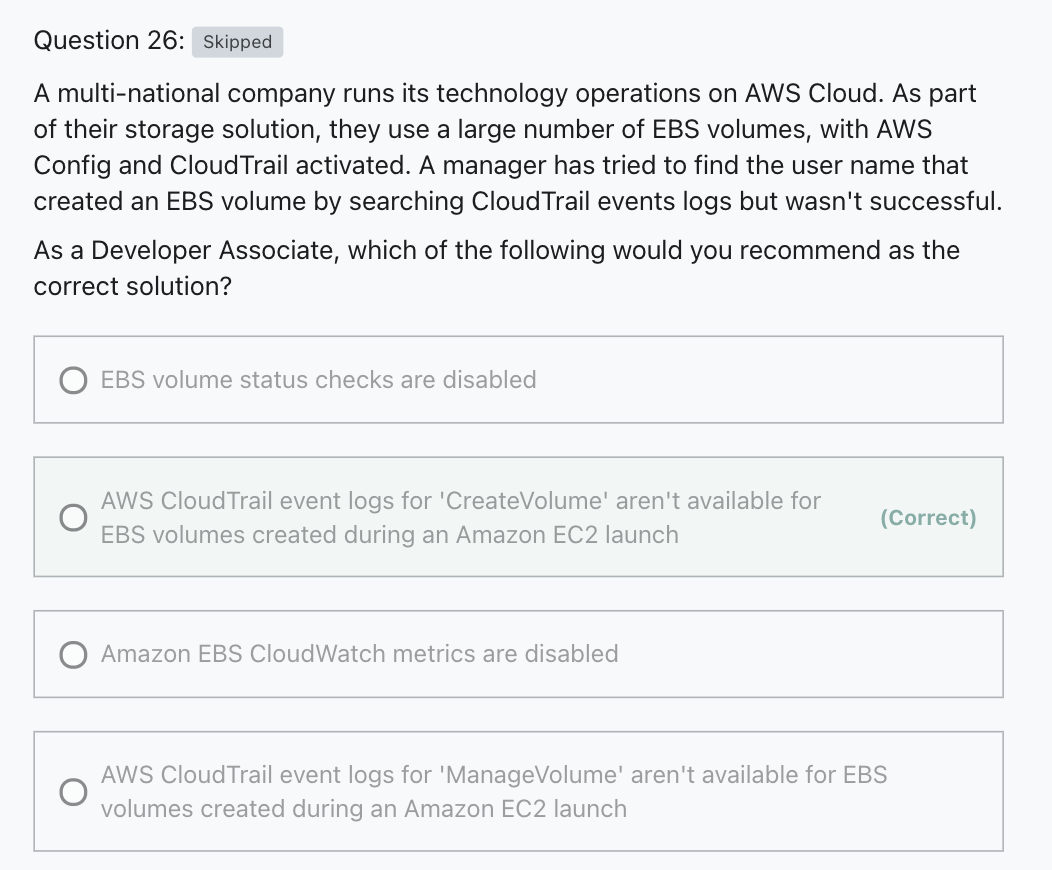 Question 26: Skipped
A multi-national company runs its technology operations on AWS Cloud. As part
of their storage solution, they use a large number of EBS volumes, with AWS
Config and CloudTrail activated. A manager has tried to find the user name that
created an EBS volume by searching CloudTrail events logs but wasn't successful.
As a Developer Associate, which of the following would you recommend as the
correct solution?
EBS volume status checks are disabled
AWS CloudTrail event logs for 'CreateVolume' aren't available for
EBS volumes created during an Amazon EC2 launch
(Correct)
Amazon EBS CloudWatch metrics are disabled
AWS CloudTrail event logs for 'ManageVolume' aren't available for EBS
volumes created during an Amazon EC2 launch